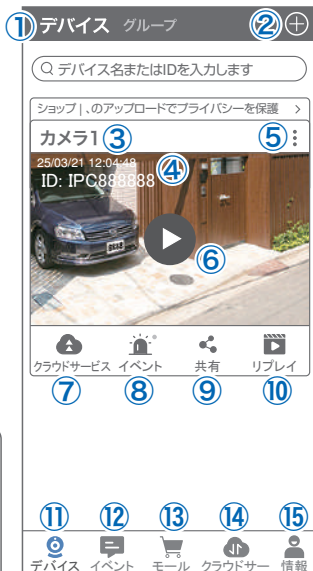 ① デバイス グループ ②
デバイス名またはIDを入力します
ショップ |、のアップロードでプライバシーを保護 >
カメラ1 ③ ⑤
25/03/21 12:04:48 ④
ID: IPC888888
⑥
クラウドサービス イベント 共有 リプレイ
⑦ ⑧ ⑨ ⑩
⑪ ⑫ ⑬ ⑭ ⑮
デバイス イベント モール クラウドサー 情報